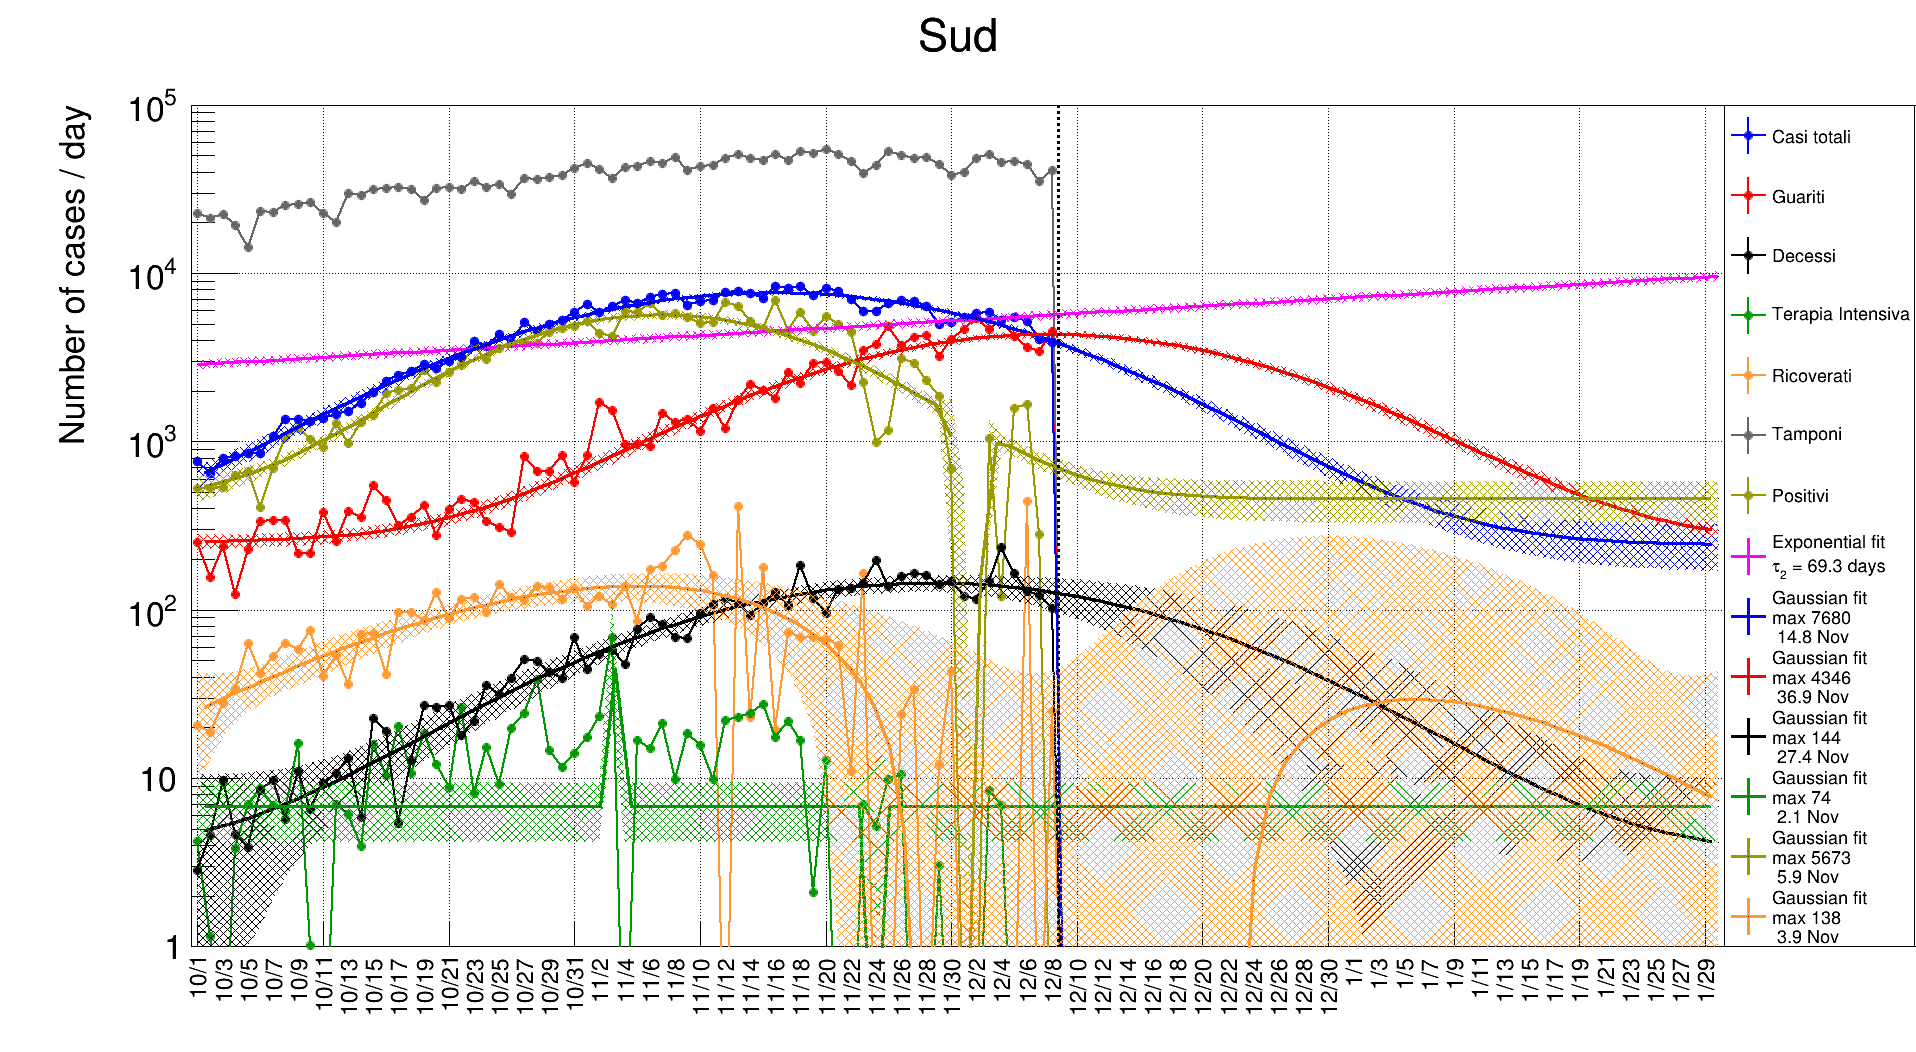 Sud
Number of cases / day
10^5
10^4
10^3
10^2
10
1
10/1 10/3 10/5 10/7 10/9 10/11 10/13 10/15 10/17 10/19 10/21 10/23 10/25 10/27 10/29 10/31 11/2 11/4 11/6 11/8 11/10 11/12 11/14 11/16 11/18 11/20 11/22 11/24 11/26 11/28 11/30 12/2 12/4 12/6 12/8 12/10 12/12 12/14 12/16 12/18 12/20 12/22 12/24 12/26 12/28 12/30 1/1 1/3 1/5 1/7 1/9 1/11 1/13 1/15 1/17 1/19 1/21 1/23 1/25 1/27 1/29
Casi totali
Guariti
Decessi
Terapia Intensiva
Ricoverati
Tamponi
Positivi
Exponential fit
τ2 = 69.3 days
Gaussian fit
max 7680
14.8 Nov
Gaussian fit
max 4346
36.9 Nov
Gaussian fit
max 144
27.4 Nov
Gaussian fit
max 74
2.1 Nov
Gaussian fit
max 5673
5.9 Nov
Gaussian fit
max 138
3.9 Nov